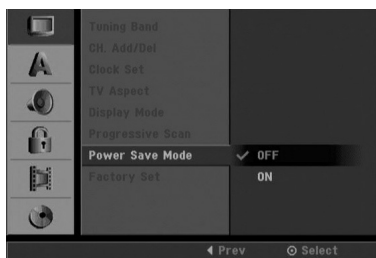 Tuning Band
CH. Add/Del
Clock Set
TV Aspect
Display Mode
Progressive Scan
Power Save Mode ✓ OFF
Factory Set ON
A
Prev Select